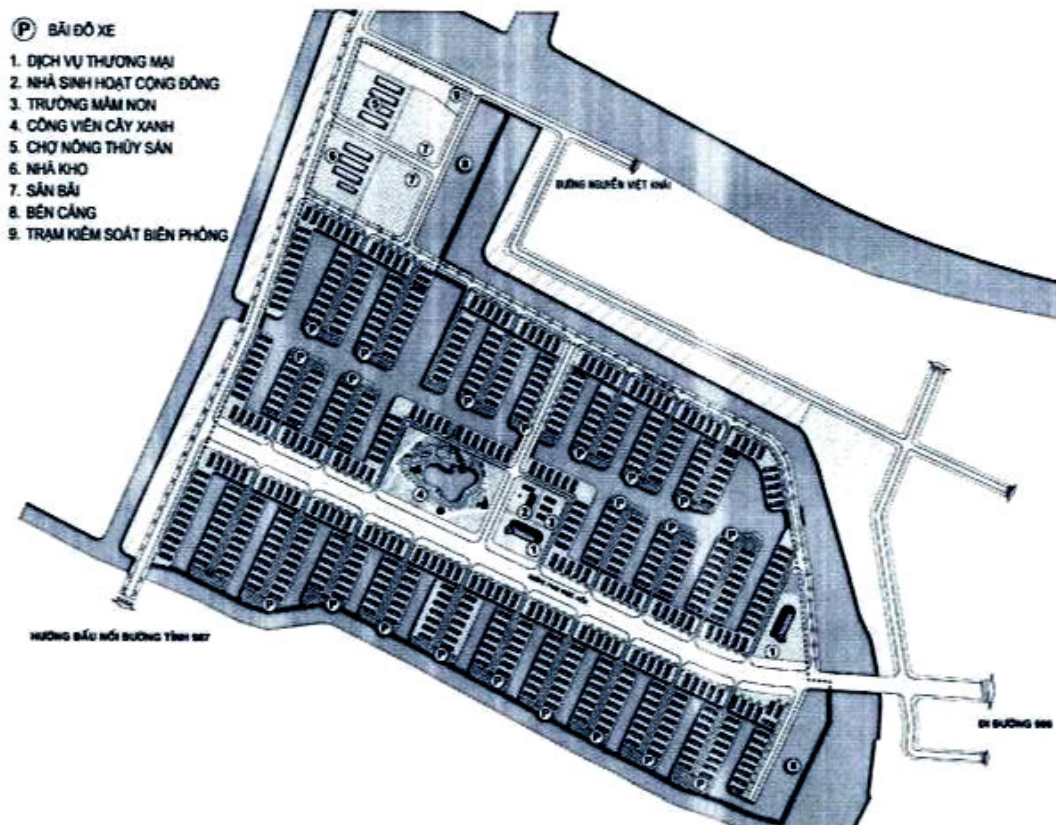 P BÃI ĐỖ XE
1. DỊCH VỤ THƯƠNG MẠI
2. NHÀ SINH HOẠT CỘNG ĐỒNG
3. TRƯỜNG MẦM NON
4. CÔNG VIÊN CÂY XANH
5. CHỢ NÔNG THỦY SẢN
6. NHÀ KHO
7. SÂN BÃI
8. BẾN CẢNG
9. TRẠM KIỂM SOÁT BIÊN PHÒNG
ĐƯỜNG NGUYỄN VIỆT KHÁI
HƯỚNG ĐẤU NỐI ĐƯỜNG TỈNH 987
ĐI ĐƯỜNG